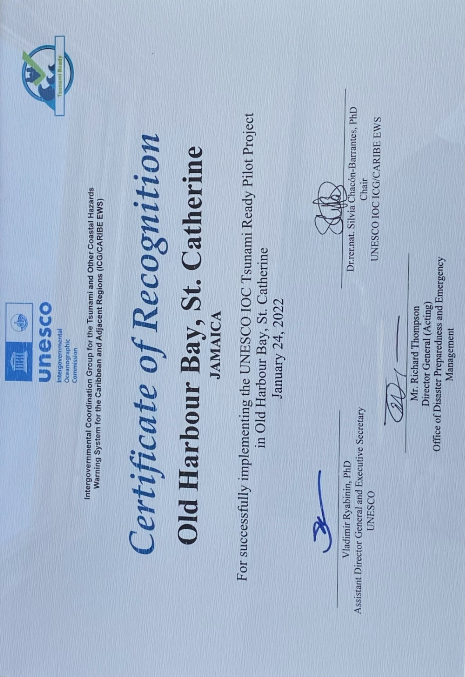 unesco
Intergovernmental
Oceanographic
Commission
Tsunami Ready
Intergovernmental Coordination Group for the Tsunami and Other Coastal Hazards
Warning System for the Caribbean and Adjacent Regions (ICG/CARIBE EWS)
Certificate of Recognition
Old Harbour Bay, St. Catherine
JAMAICA
For successfully implementing the UNESCO IOC Tsunami Ready Pilot Project
in Old Harbour Bay, St. Catherine
January 24, 2022
Vladimir Ryabinin, PhD
Assistant Director General and Executive Secretary
UNESCO
Dr.rer.nat. Silvia Chacón-Barrantes, PhD
Chair
UNESCO IOC ICG/CARIBE EWS
Mr. Richard Thompson
Director General (Acting)
Office of Disaster Preparedness and Emergency
Management